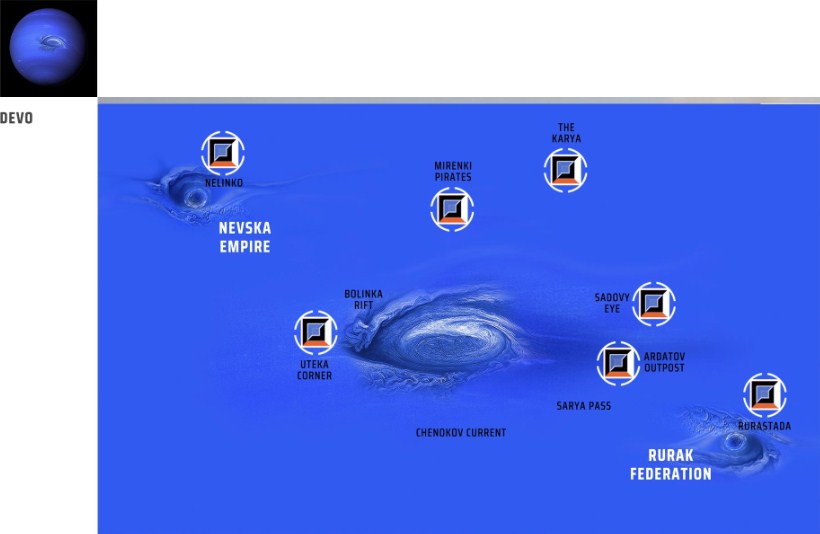 DEVO
THE
KARYA
MIRENKI
PIRATES
NELINKO
NEVSKA
EMPIRE
BOLINKA
RIFT
SADOVY
EYE
UTEKA
CORNER
ARDATOV
OUTPOST
SARYA PASS
CHENOKOV CURRENT
RURASTADA
RURAK
FEDERATION